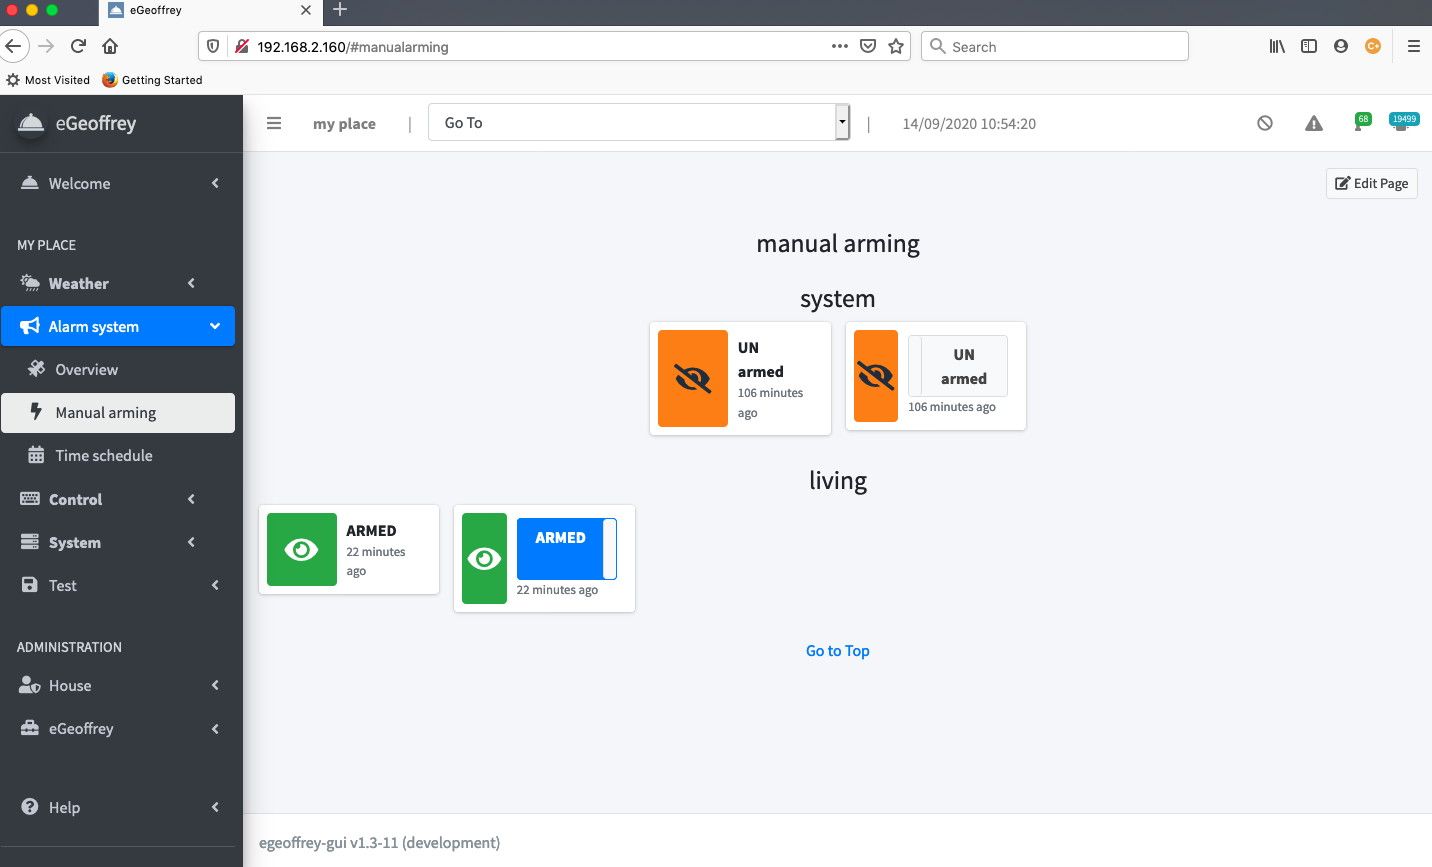 eGeoffrey
192.168.2.160/#manualarming
Search
Most Visited
Getting Started
eGeoffrey
my place
|
Go To
|
14/09/2020 10:54:20
68
19499
Welcome
Edit Page
MY PLACE
Weather
Alarm system
Overview
Manual arming
Time schedule
Control
System
Test
ADMINISTRATION
House
eGeoffrey
Help
manual arming
system
UN
armed
106 minutes
ago
UN
armed
106 minutes ago
living
ARMED
22 minutes
ago
ARMED
22 minutes ago
Go to Top
egeoffrey-gui v1.3-11 (development)